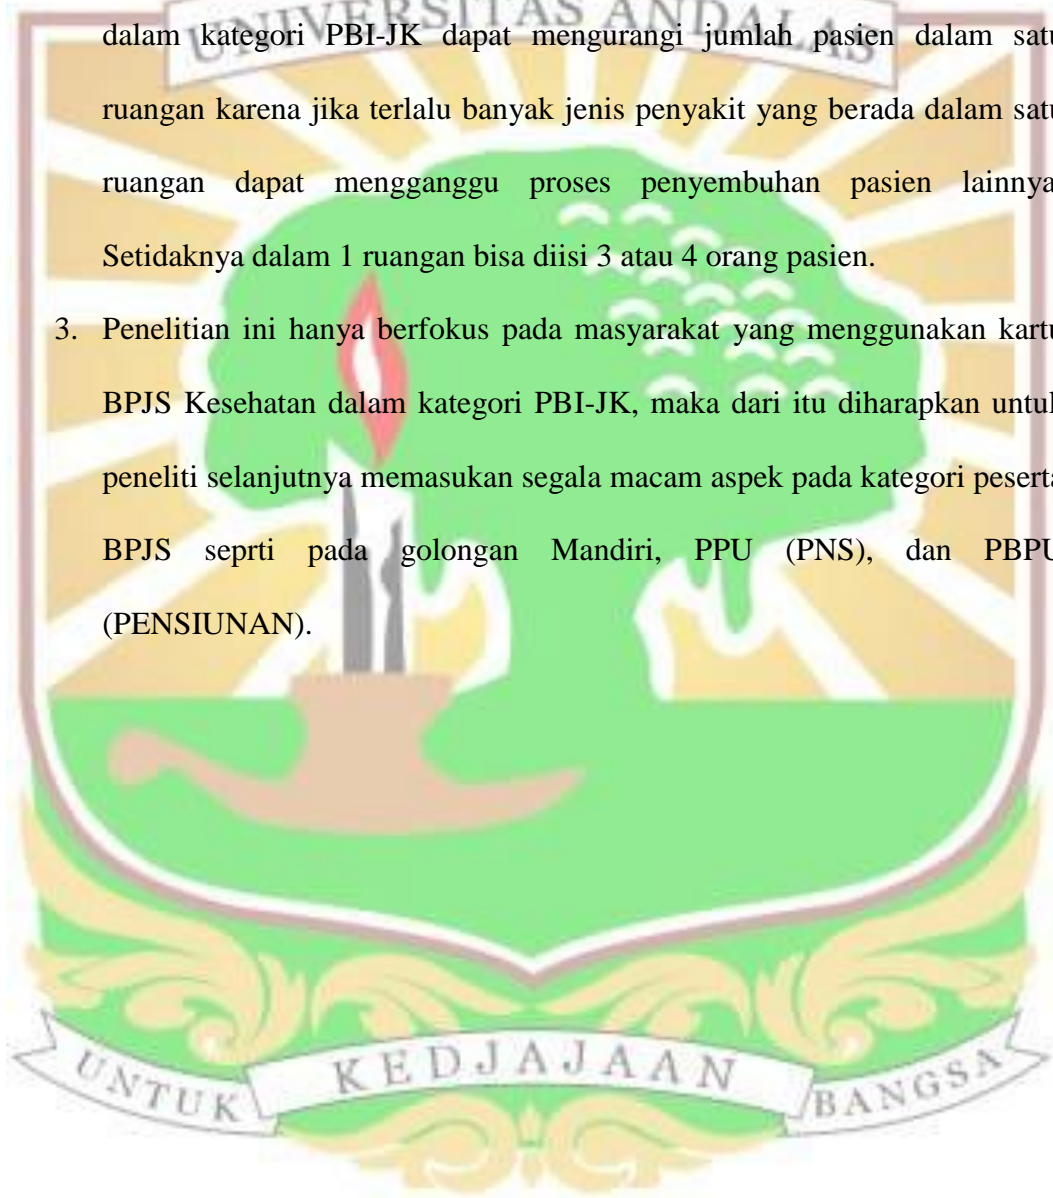 UNIVERSITAS ANDALAS
dalam kategori PBI-JK dapat mengurangi jumlah pasien dalam satu
ruangan karena jika terlalu banyak jenis penyakit yang berada dalam satu
ruangan dapat mengganggu proses penyembuhan pasien lainnya
Setidaknya dalam 1 ruangan bisa diisi 3 atau 4 orang pasien.
3. Penelitian ini hanya berfokus pada masyarakat yang menggunakan kartu
BPJS Kesehatan dalam kategori PBI-JK, maka dari itu diharapkan untuk
peneliti selanjutnya memasukan segala macam aspek pada kategori peserta
BPJS seprti pada golongan Mandiri, PPU (PNS), dan PBPU
(PENSIUNAN).
UNTUK KEDJAJAAN BANGSA